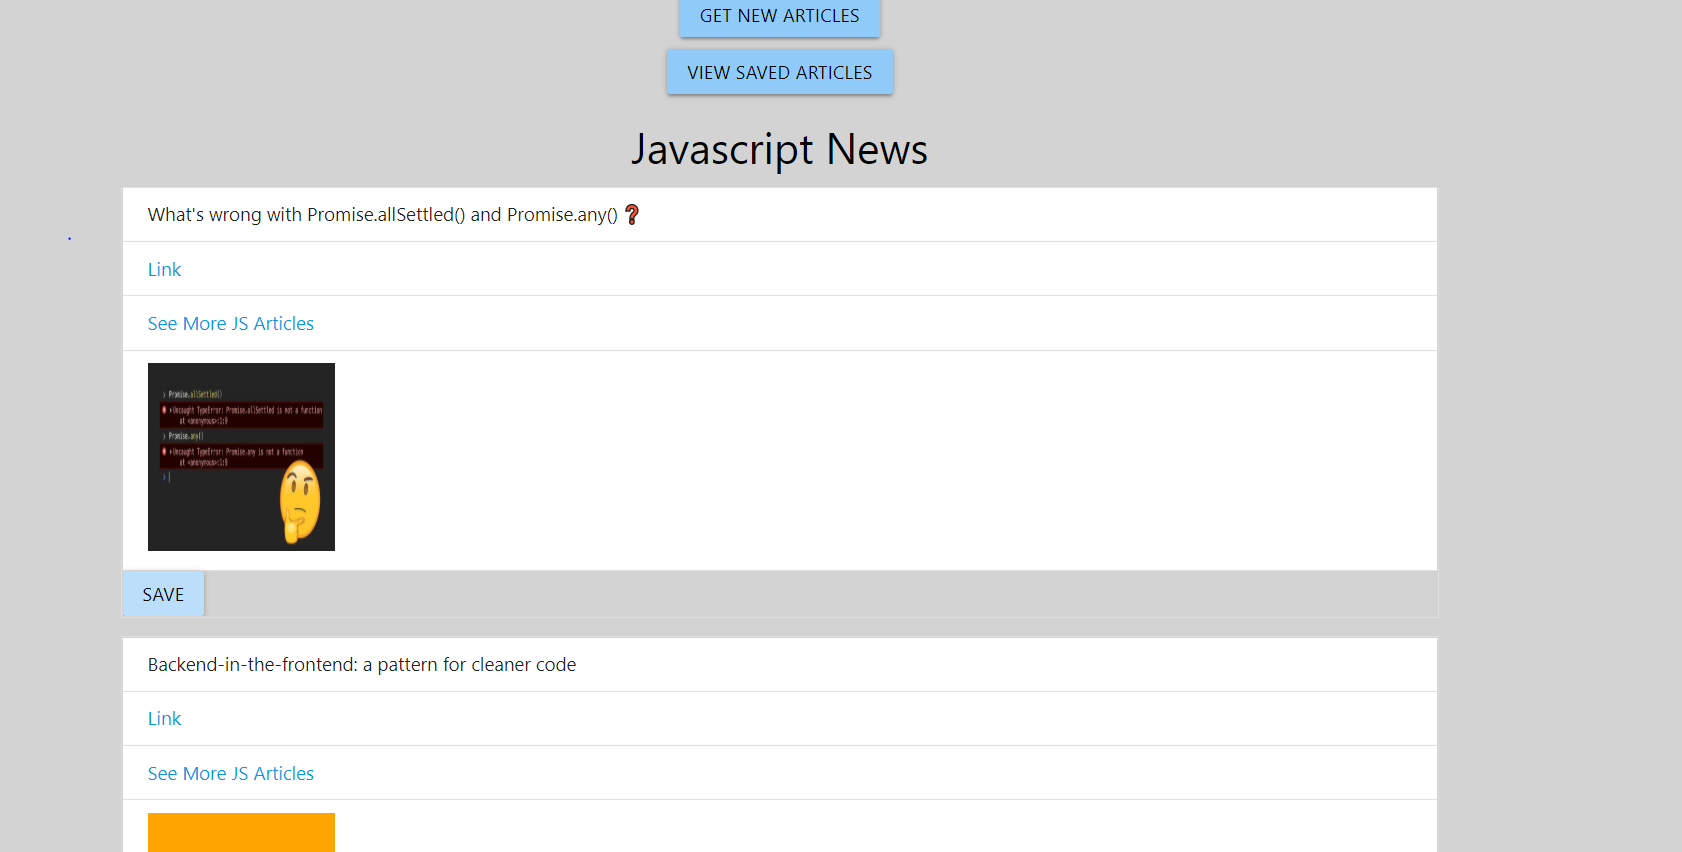 GET NEW ARTICLES
VIEW SAVED ARTICLES
Javascript News
What's wrong with Promise.allSettled() and Promise.any() ❓
Link
See More JS Articles
› Promise.allSettled()
Uncaught TypeError: Promise.allSettled is not a function
at <anonymous>:1:9
› Promise.any()
Uncaught TypeError: Promise.any is not a function
at <anonymous>:1:9
›
SAVE
Backend-in-the-frontend: a pattern for cleaner code
Link
See More JS Articles